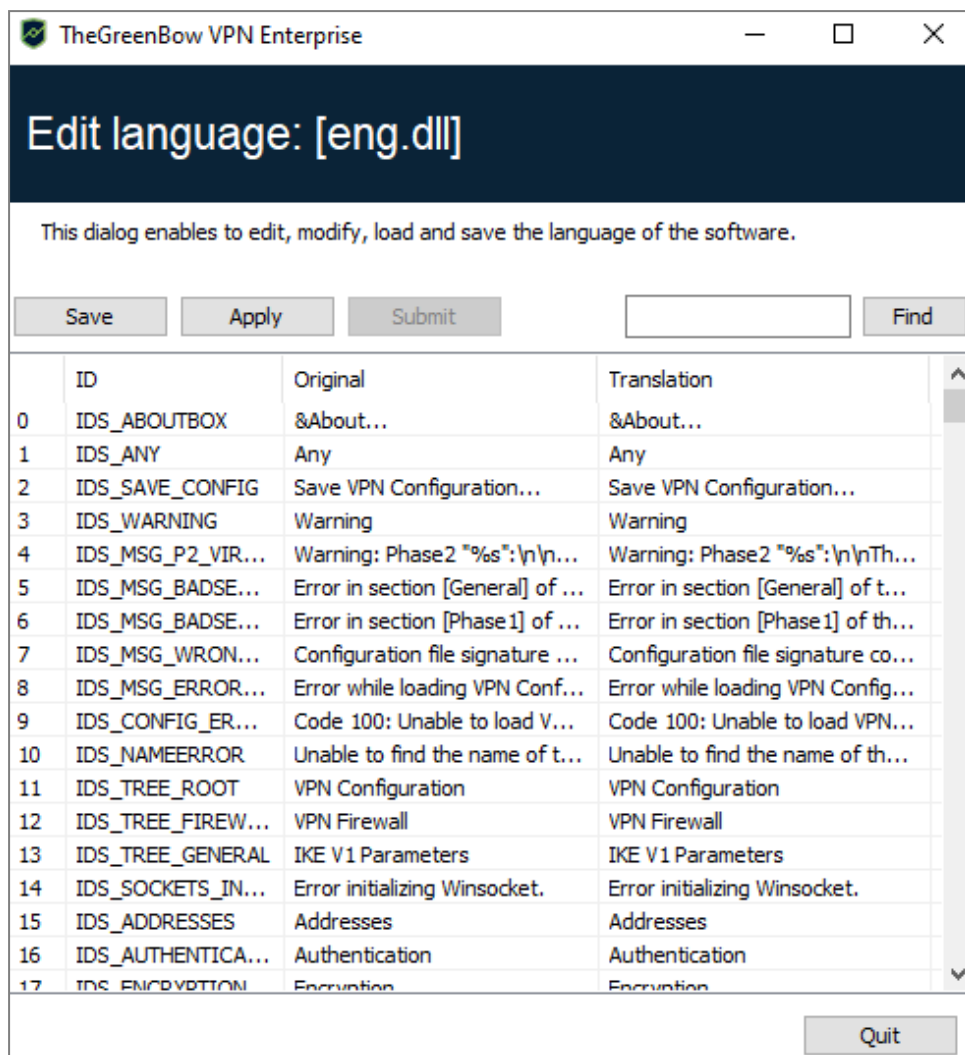 TheGreenBow VPN Enterprise
Edit language: [eng.dll]
This dialog enables to edit, modify, load and save the language of the software.
Save Apply Submit Find
ID Original Translation
0 IDS_ABOUTBOX &About... &About...
1 IDS_ANY Any Any
2 IDS_SAVE_CONFIG Save VPN Configuration... Save VPN Configuration...
3 IDS_WARNING Warning Warning
4 IDS_MSG_P2_VIR... Warning: Phase2 "%s":\n\n... Warning: Phase2 "%s":\n\nTh...
5 IDS_MSG_BADSE... Error in section [General] of ... Error in section [General] of t...
6 IDS_MSG_BADSE... Error in section [Phase1] of ... Error in section [Phase1] of th...
7 IDS_MSG_WRON... Configuration file signature ... Configuration file signature co...
8 IDS_MSG_ERROR... Error while loading VPN Conf... Error while loading VPN Config...
9 IDS_CONFIG_ER... Code 100: Unable to load V... Code 100: Unable to load VPN...
10 IDS_NAMEERROR Unable to find the name of t... Unable to find the name of th...
11 IDS_TREE_ROOT VPN Configuration VPN Configuration
12 IDS_TREE_FIREW... VPN Firewall VPN Firewall
13 IDS_TREE_GENERAL IKE V1 Parameters IKE V1 Parameters
14 IDS_SOCKETS_IN... Error initializing Winsocket. Error initializing Winsocket.
15 IDS_ADDRESSES Addresses Addresses
16 IDS_AUTHENTICA... Authentication Authentication
17 IDS_ENCRYPTION Encryption Encryption
Quit